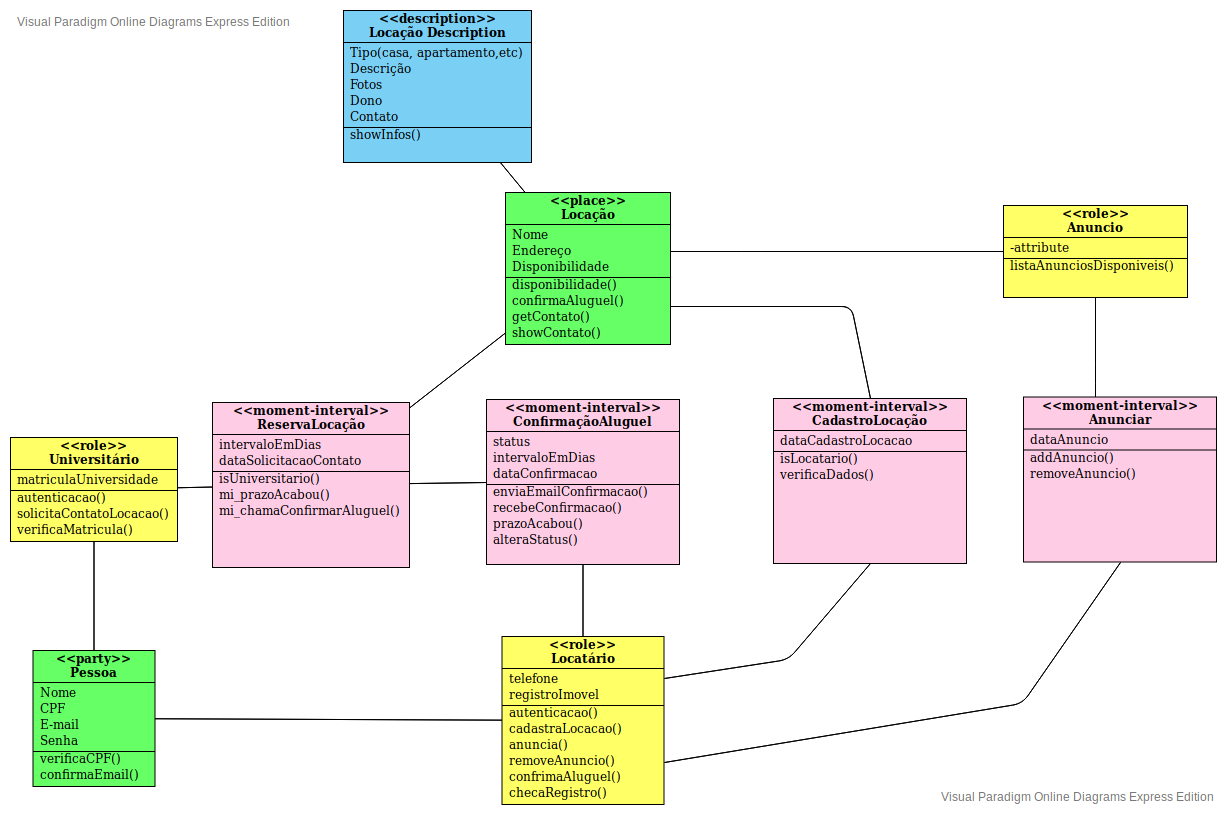 Visual Paradigm Online Diagrams Express Edition
<<description>>
Locação Description
Tipo(casa, apartamento,etc)
Descrição
Fotos
Dono
Contato
showInfos()
<<place>>
Locação
Nome
Endereço
Disponibilidade
disponibilidade()
confirmaAluguel()
getContato()
showContato()
<<role>>
Anuncio
-attribute
listaAnunciosDisponiveis()
<<role>>
Universitário
matriculaUniversidade
autenticacao()
solicitaContatoLocacao()
verificaMatricula()
<<moment-interval>>
ReservaLocação
intervaloEmDias
dataSolicitacaoContato
isUniversitario()
mi_prazoAcabou()
mi_chamaConfirmarAluguel()
<<moment-interval>>
ConfirmaçãoAluguel
status
intervaloEmDias
dataConfirmacao
enviaEmailConfirmacao()
recebeConfirmacao()
prazoAcabou()
alteraStatus()
<<moment-interval>>
CadastroLocação
dataCadastroLocacao
isLocatario()
verificaDados()
<<moment-interval>>
Anunciar
dataAnuncio
addAnuncio()
removeAnuncio()
<<party>>
Pessoa
Nome
CPF
E-mail
Senha
verificaCPF()
confirmaEmail()
<<role>>
Locatário
telefone
registroImovel
autenticacao()
cadastraLocacao()
anuncia()
removeAnuncio()
confrimaAluguel()
checaRegistro()
Visual Paradigm Online Diagrams Express Edition